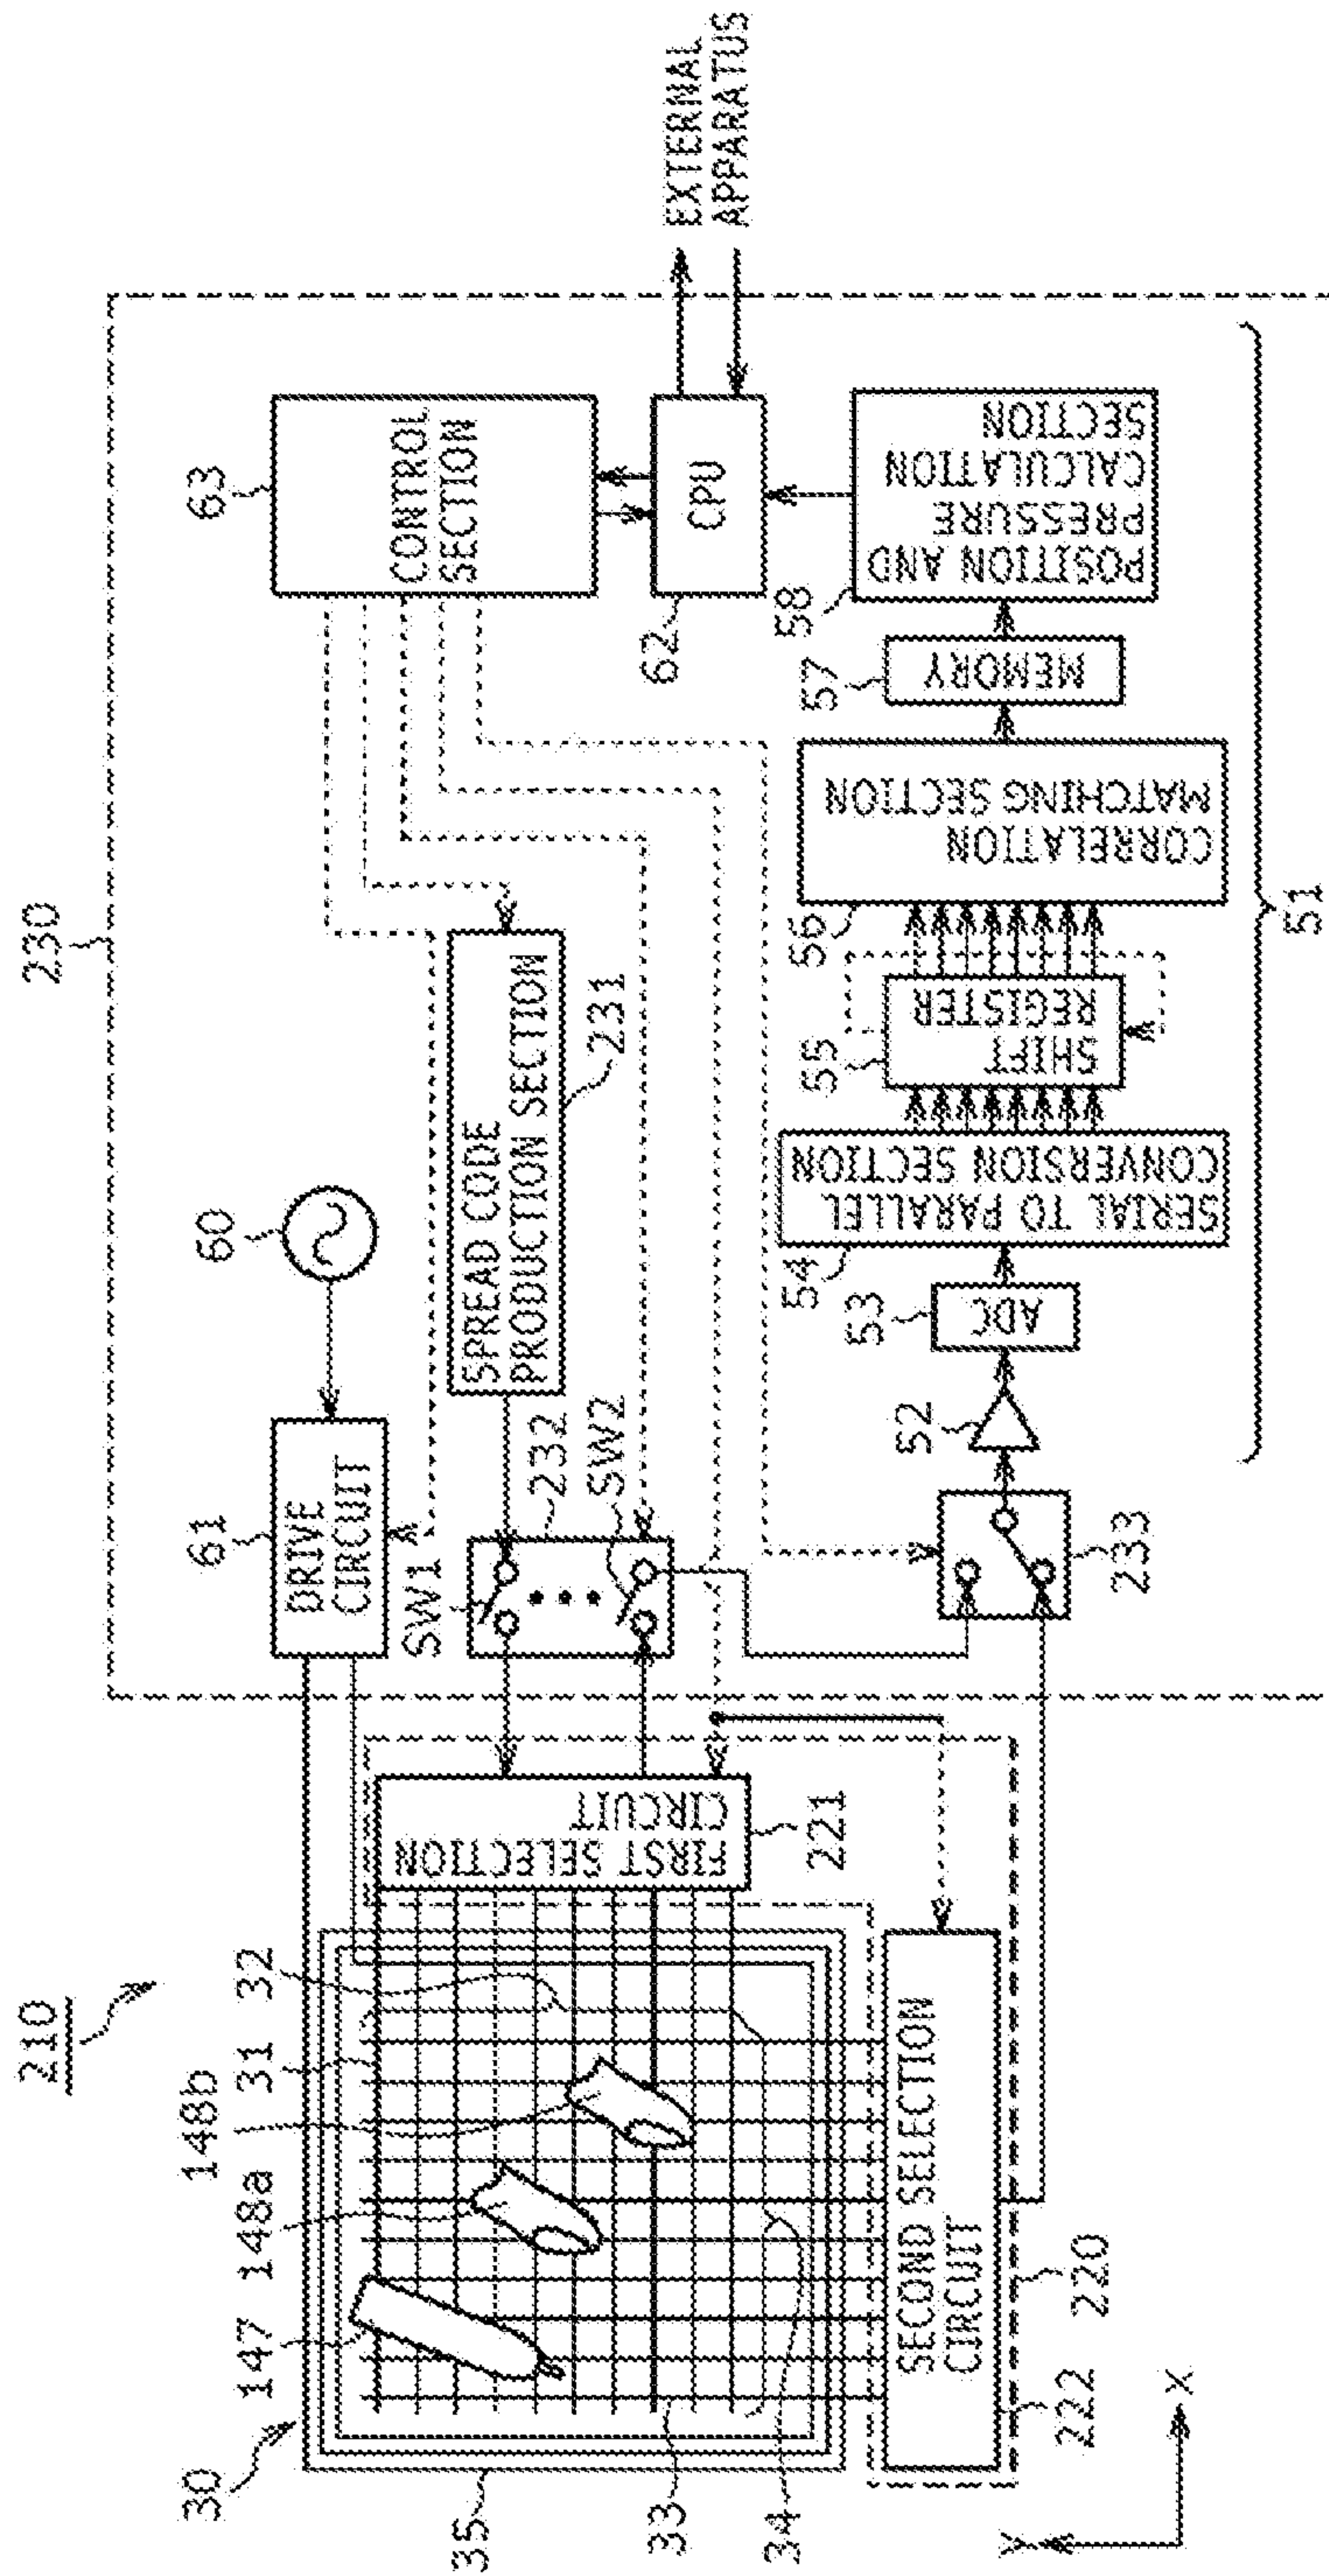 210
230
30
147
148a
148b
31
32
35
33
34
61
DRIVE
CIRCUIT
60
63
CONTROL
SECTION
SW1
232
SW2
SPREAD CODE
PRODUCTION SECTION
231
62
CPU
EXTERNAL
APPARATUS
FIRST SELECTION
CIRCUIT
221
SECOND SELECTION
CIRCUIT
222
220
233
52
53
ADC
54
SERIAL TO PARALLEL
CONVERSION SECTION
55
SHIFT
REGISTER
56
CORRELATION
MATCHING SECTION
57
MEMORY
58
POSITION AND
PRESSURE
CALCULATION
SECTION
51
Y
X